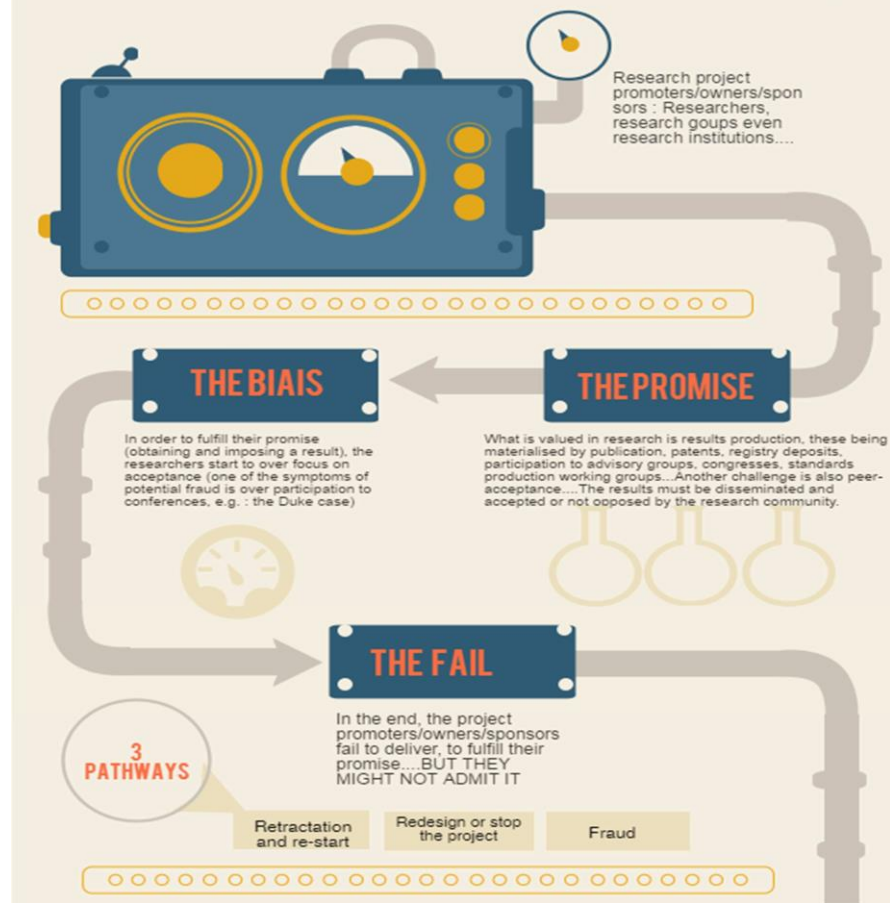 Research project
promoters/owners/spon
sors : Researchers,
research goups even
research institutions....
THE PROMISE
What is valued in research is results production, these being
materialised by publication, patents, registry deposits,
participation to advisory groups, congresses, standards
production working groups...Another challenge is also peer-
acceptance....The results must be disseminated and
accepted or not opposed by the research community.
THE BIAIS
In order to fulfill their promise
(obtaining and imposing a result), the
researchers start to over focus on
acceptance (one of the symptoms of
potential fraud is over participation to
conferences, e.g. : the Duke case)
THE FAIL
In the end, the project
promoters/owners/sponsors
fail to deliver, to fulfill their
promise....BUT THEY
MIGHT NOT ADMIT IT
3
PATHWAYS
Retractation
and re-start
Redesign or stop
the project
Fraud